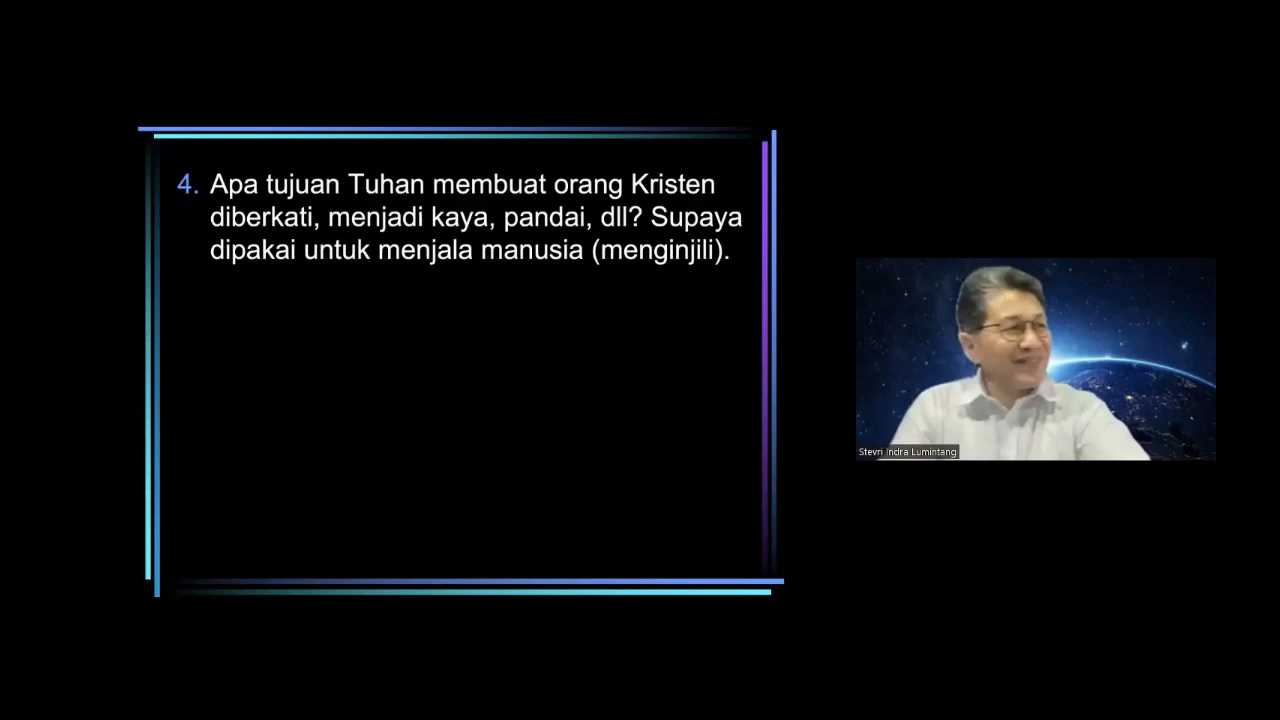 4. Apa tujuan Tuhan membuat orang Kristen
diberkati, menjadi kaya, pandai, dll? Supaya
dipakai untuk menjala manusia (menginjili).
Stevri Indra Lumintang